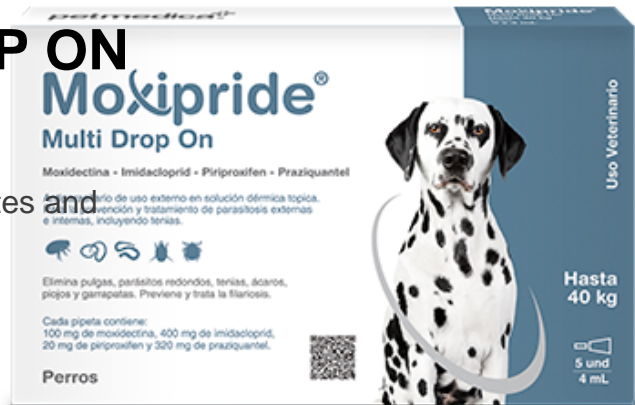 petmedica
P ON
Moxipride®
Multi Drop On
Moxidectina - Imidacloprid - Piriproxifen - Praziquantel
tes and
de uso externo en solución dérmica topica.
y tratamiento de parasitosis externas
e internas, incluyendo tenias.
Elimina pulgas, parásitos redondos, tenias, ácaros,
piojos y garrapatas. Previene y trata la filariosis.
Cada pipeta contiene:
100 mg de moxidectina, 400 mg de imidacloprid,
20 mg de piriproxifen y 320 mg de praziquantel.
Perros
Moxipride®
Uso Veterinario
Hasta
40 kg
5 und
4 mL